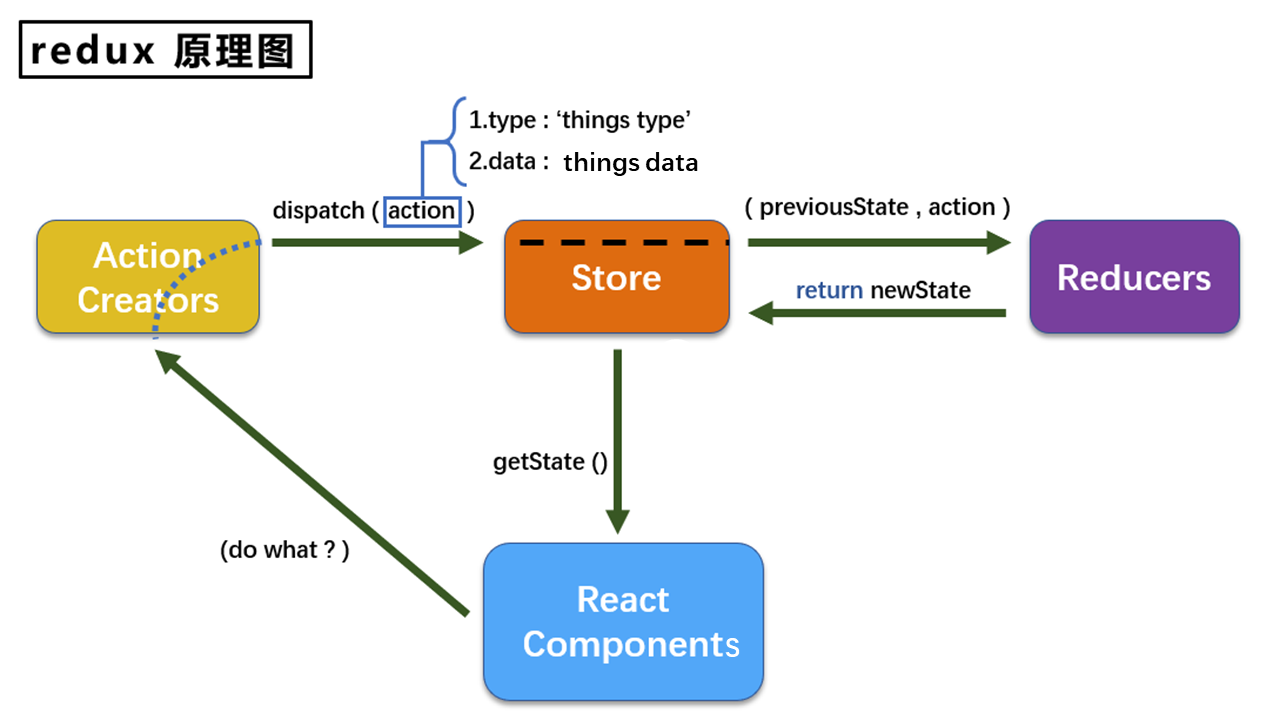 redux 原理图
1.type : ‘things type’
2.data : things data
dispatch ( action )
( previousState , action )
Action
Creators
Store
Reducers
return newState
getState ()
(do what ? )
React
Components